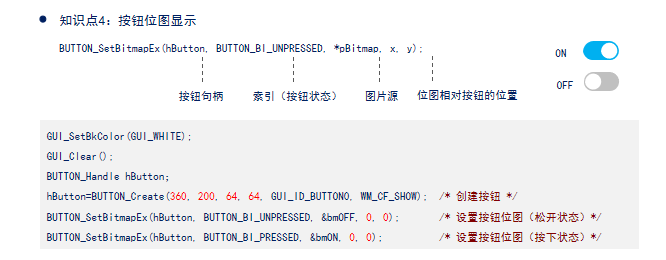 ● 知识点4：按钮位图显示
BUTTON_SetBitmapEx(hButton, BUTTON_BI_UNPRESSED, *pBitmap, x, y);
ON
OFF
按钮句柄 索引（按钮状态） 图片源 位图相对按钮的位置
GUI_SetBkColor(GUI_WHITE);
GUI_Clear();
BUTTON_Handle hButton;
hButton=BUTTON_Create(360, 200, 64, 64, GUI_ID_BUTTON0, WM_CF_SHOW); /* 创建按钮 */
BUTTON_SetBitmapEx(hButton, BUTTON_BI_UNPRESSED, &bmOFF, 0, 0); /* 设置按钮位图（松开状态）*/
BUTTON_SetBitmapEx(hButton, BUTTON_BI_PRESSED, &bmON, 0, 0); /* 设置按钮位图（按下状态）*/